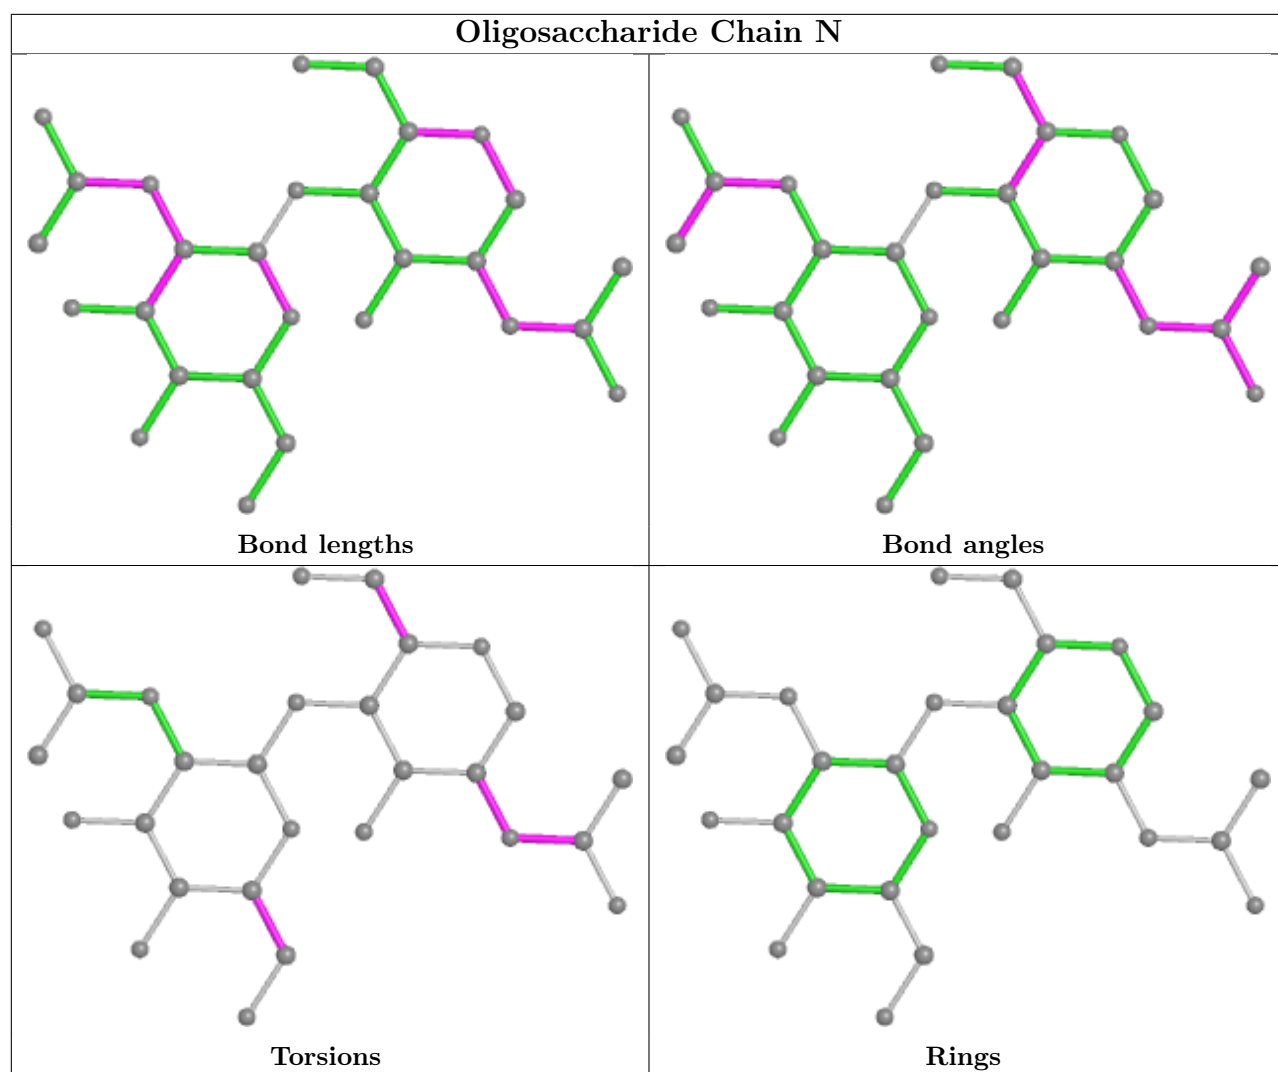 Oligosaccharide Chain N
Bond lengths
Bond angles
Torsions
Rings